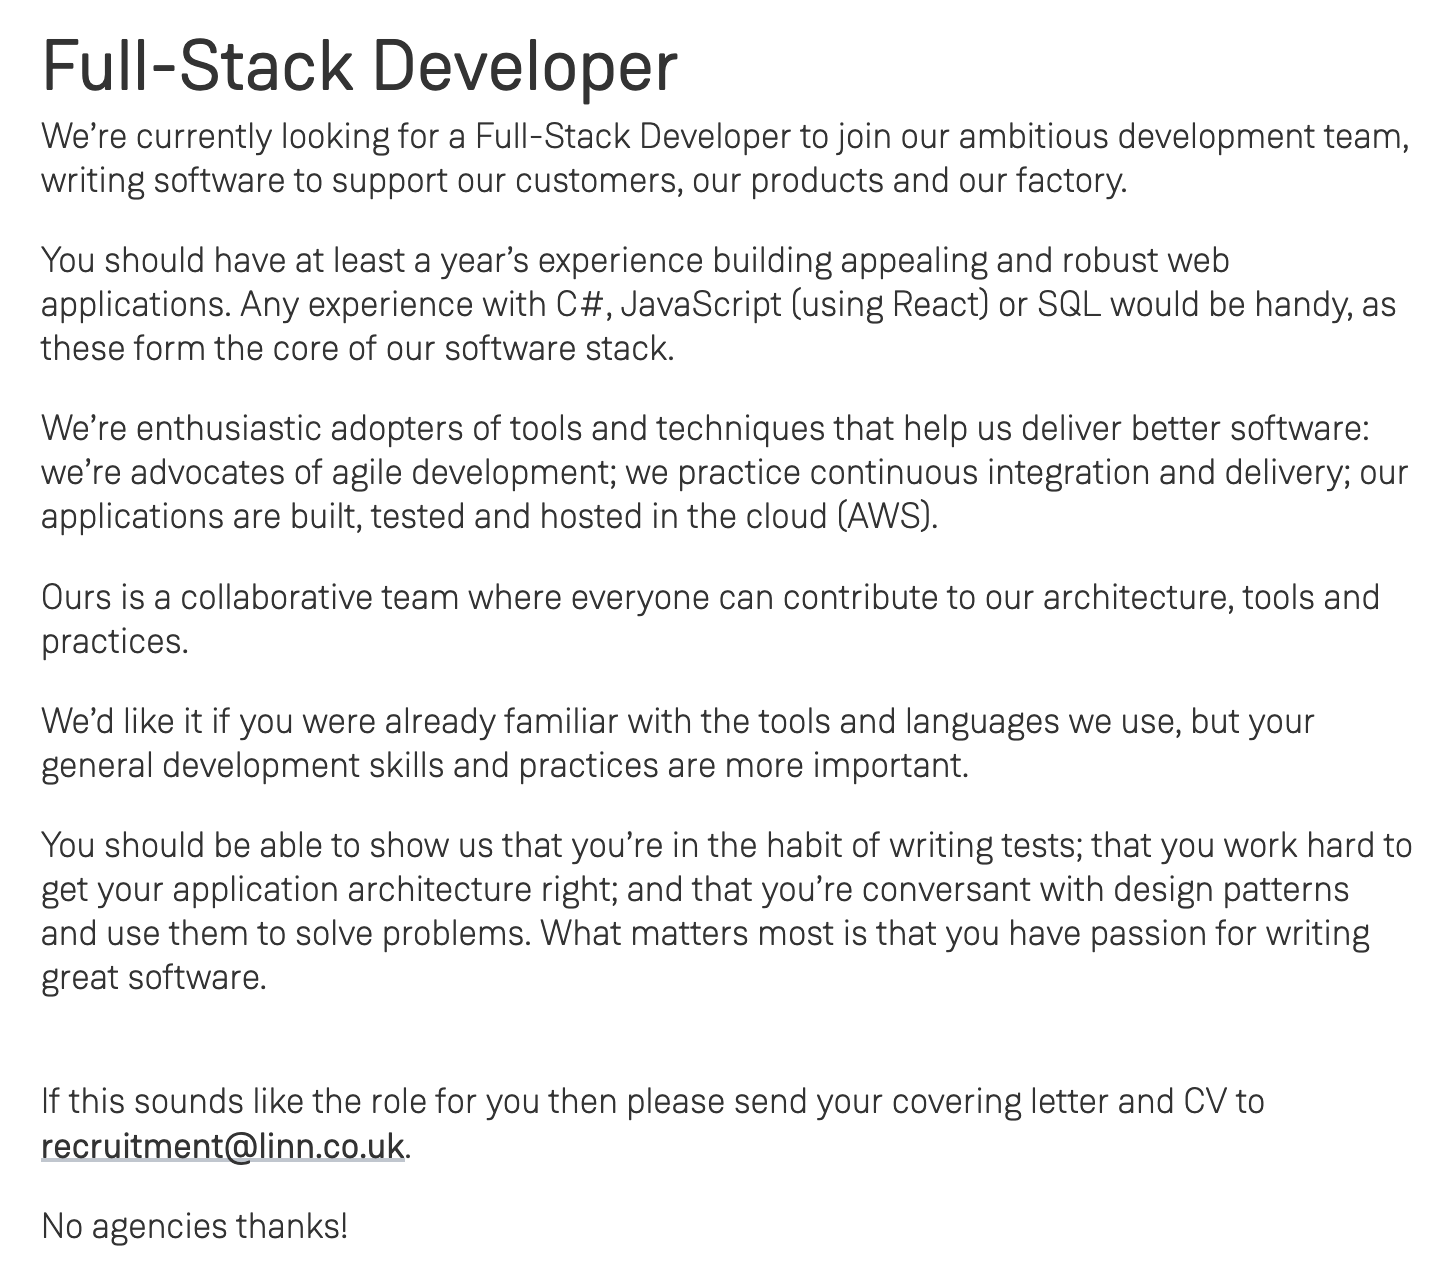 Full-Stack Developer
We’re currently looking for a Full-Stack Developer to join our ambitious development team,
writing software to support our customers, our products and our factory.
You should have at least a year’s experience building appealing and robust web
applications. Any experience with C#, JavaScript (using React) or SQL would be handy, as
these form the core of our software stack.
We’re enthusiastic adopters of tools and techniques that help us deliver better software:
we’re advocates of agile development; we practice continuous integration and delivery; our
applications are built, tested and hosted in the cloud (AWS).
Ours is a collaborative team where everyone can contribute to our architecture, tools and
practices.
We’d like it if you were already familiar with the tools and languages we use, but your
general development skills and practices are more important.
You should be able to show us that you’re in the habit of writing tests; that you work hard to
get your application architecture right; and that you’re conversant with design patterns
and use them to solve problems. What matters most is that you have passion for writing
great software.
If this sounds like the role for you then please send your covering letter and CV to
recruitment@linn.co.uk.
No agencies thanks!